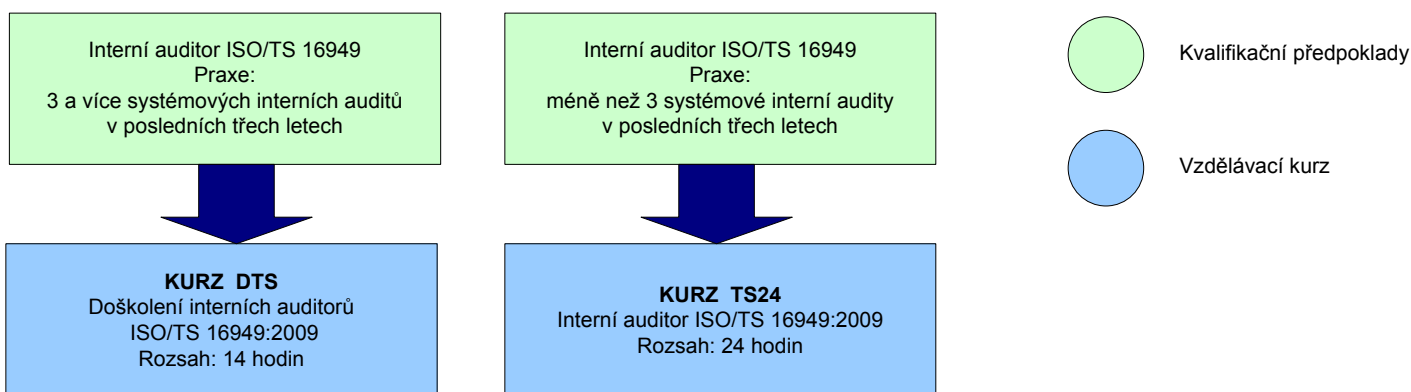 Interní auditor ISO/TS 16949
Praxe:
3 a více systémových interních auditů
v posledních třech letech
Interní auditor ISO/TS 16949
Praxe:
méně než 3 systémové interní audity
v posledních třech letech
Kvalifikační předpoklady
Vzdělávací kurz
KURZ DTS
Doškolení interních auditorů
ISO/TS 16949:2009
Rozsah: 14 hodin
KURZ TS24
Interní auditor ISO/TS 16949:2009
Rozsah: 24 hodin